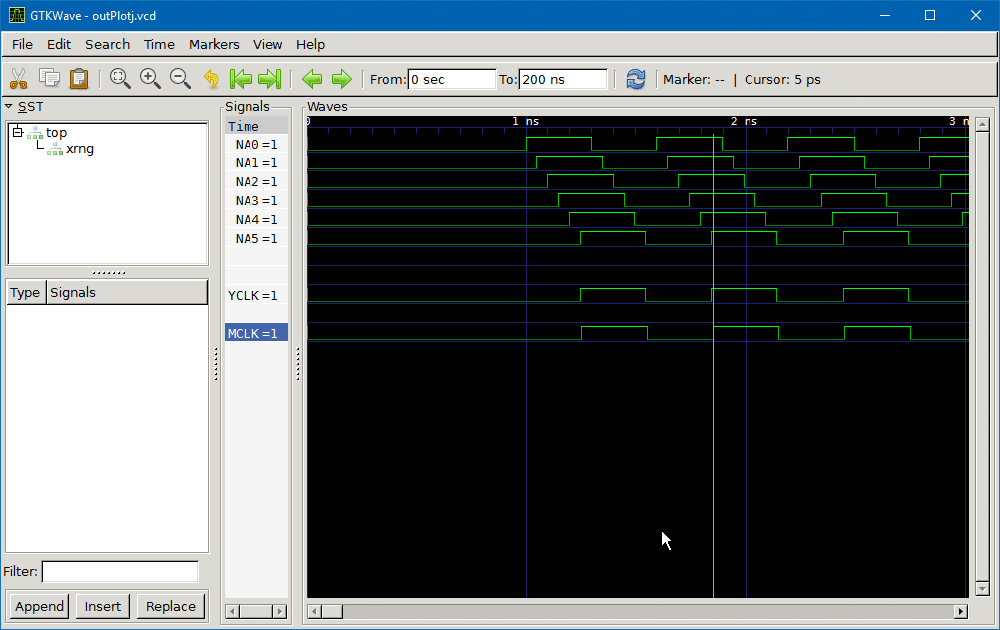 GTKWave - outPlotj.vcd
File Edit Search Time Markers View Help
From: 0 sec To: 200 ns Marker: -- | Cursor: 5 ps
SST
top
xrng
Type Signals
Filter:
Append Insert Replace
Signals
Time
NA0 =1
NA1 =1
NA2 =1
NA3 =1
NA4 =1
NA5 =1
YCLK =1
MCLK =1
Waves
0 1 ns 2 ns 3 n